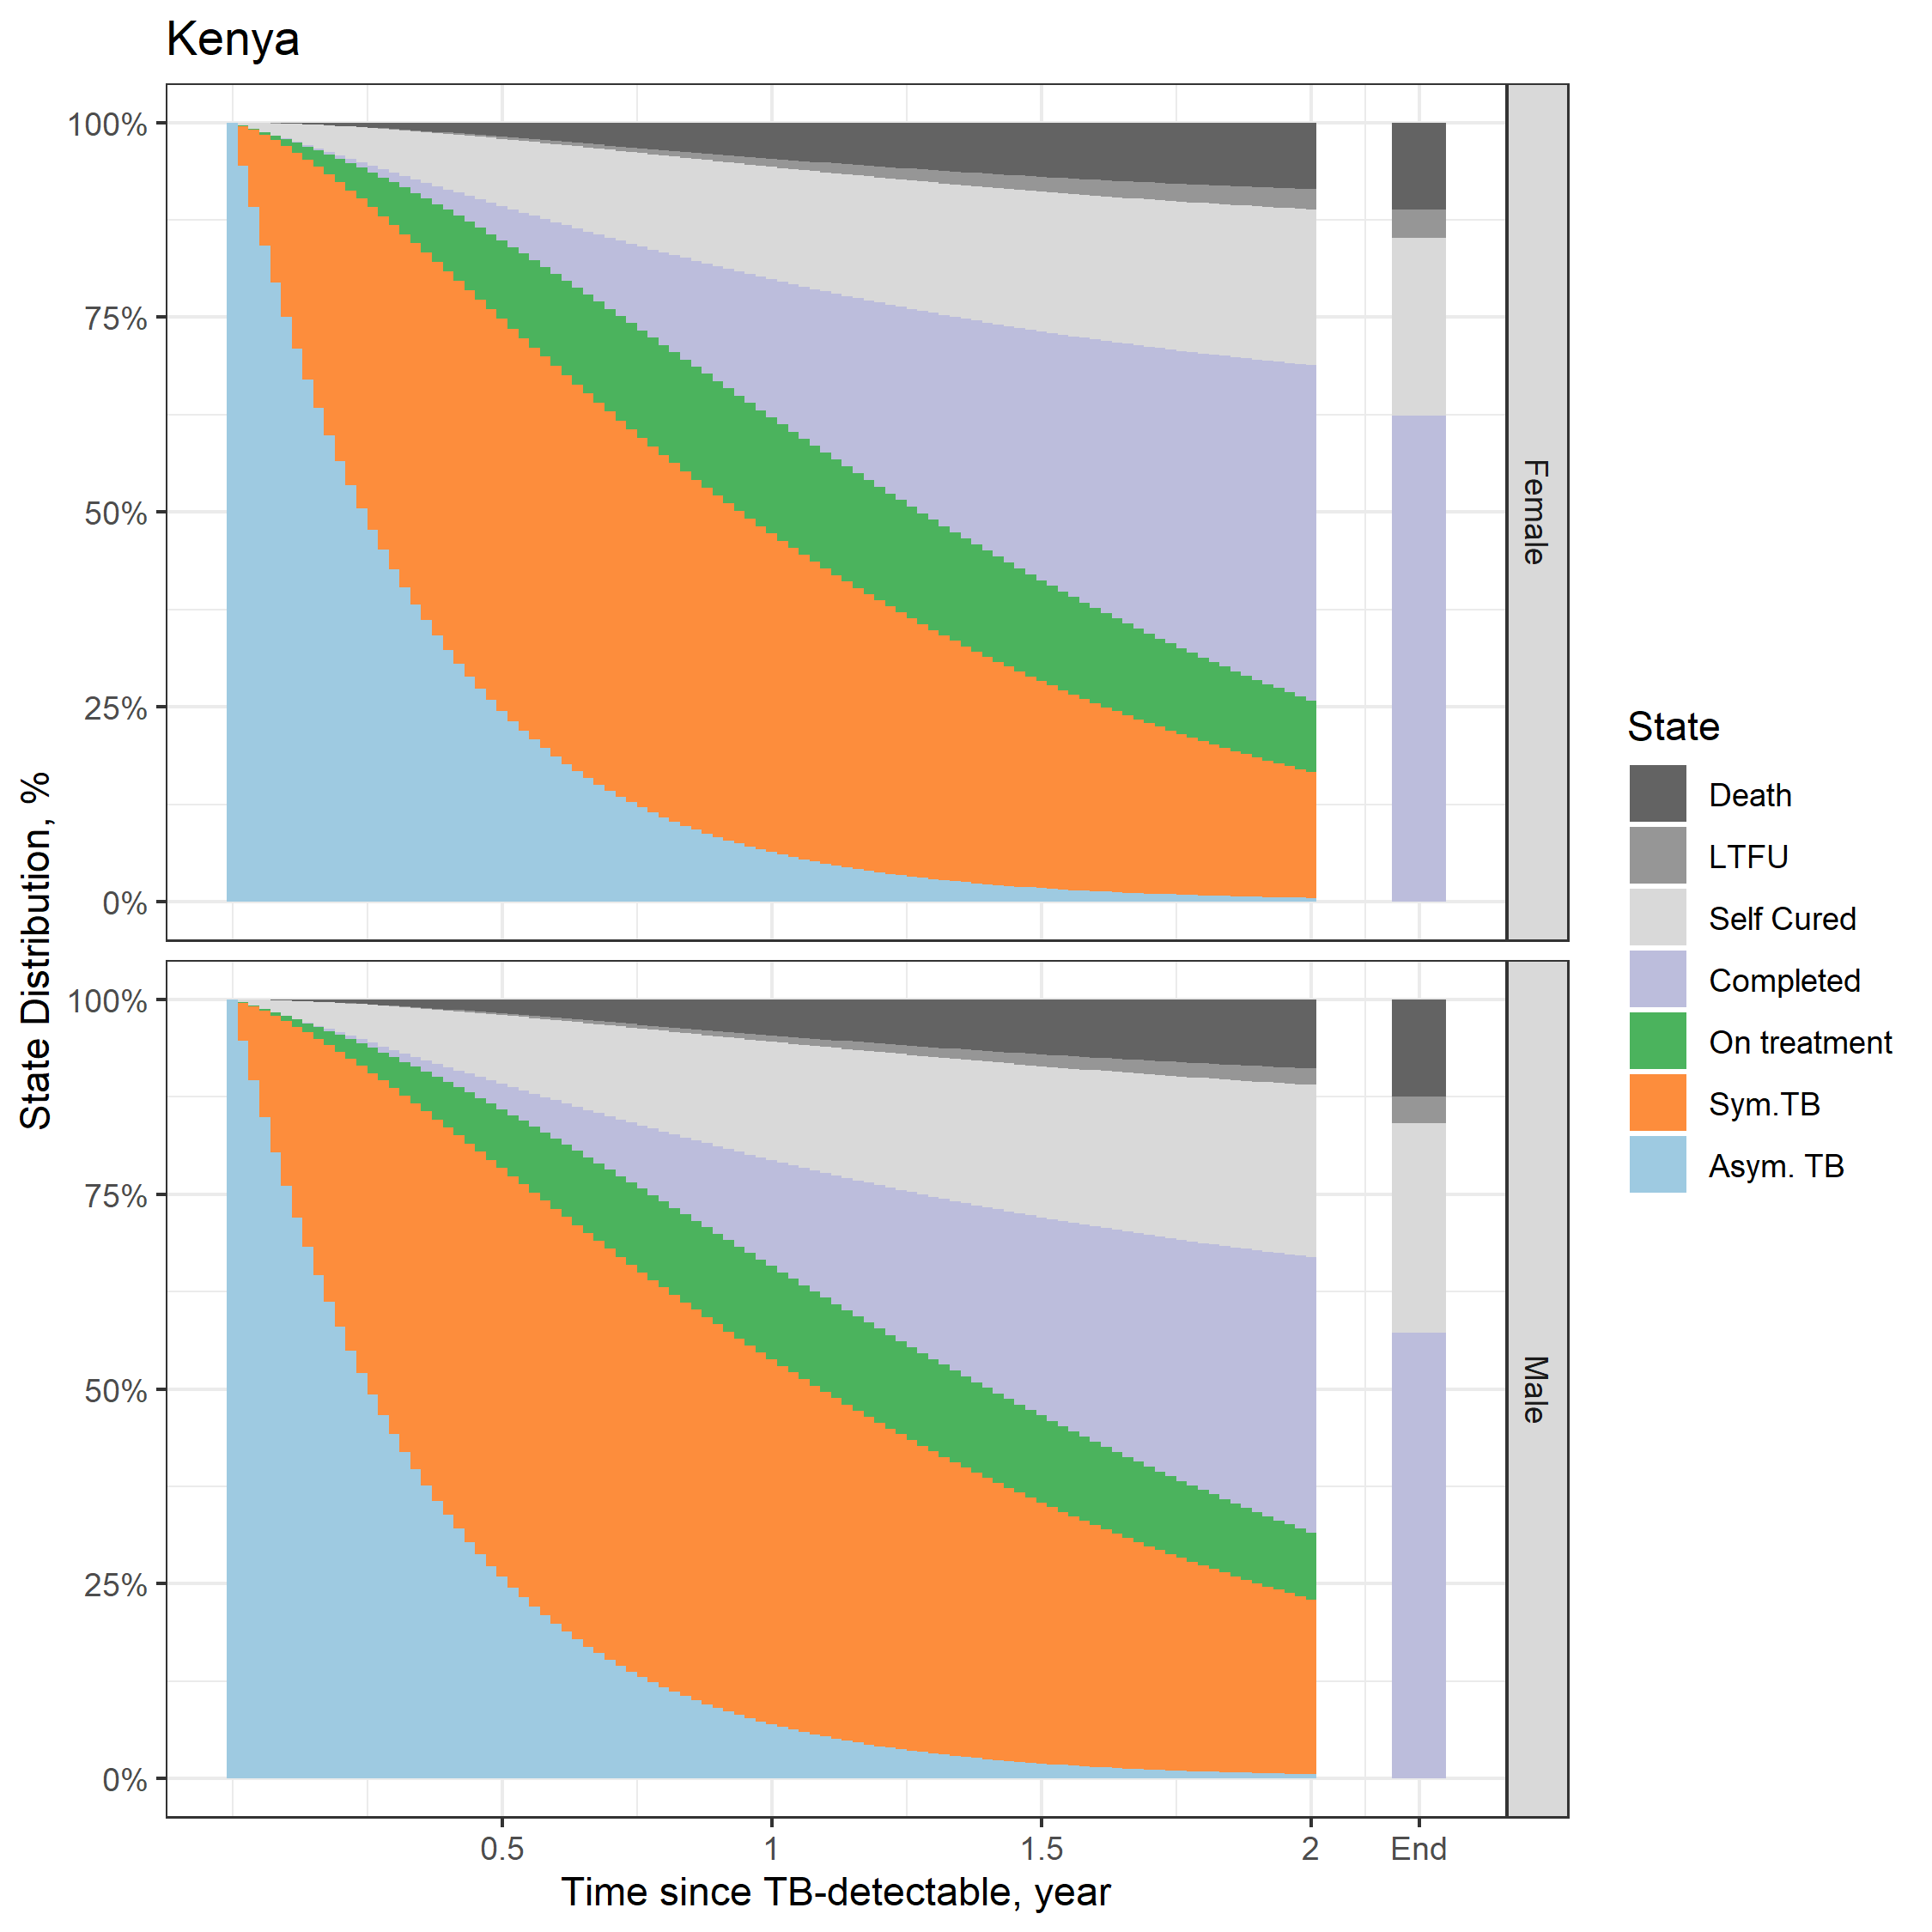 Kenya
State Distribution, %
100%
75%
50%
25%
0%
Female
100%
75%
50%
25%
0%
Male
0.5
1
1.5
2
End
Time since TB-detectable, year
State
Death
LTFU
Self Cured
Completed
On treatment
Sym.TB
Asym. TB